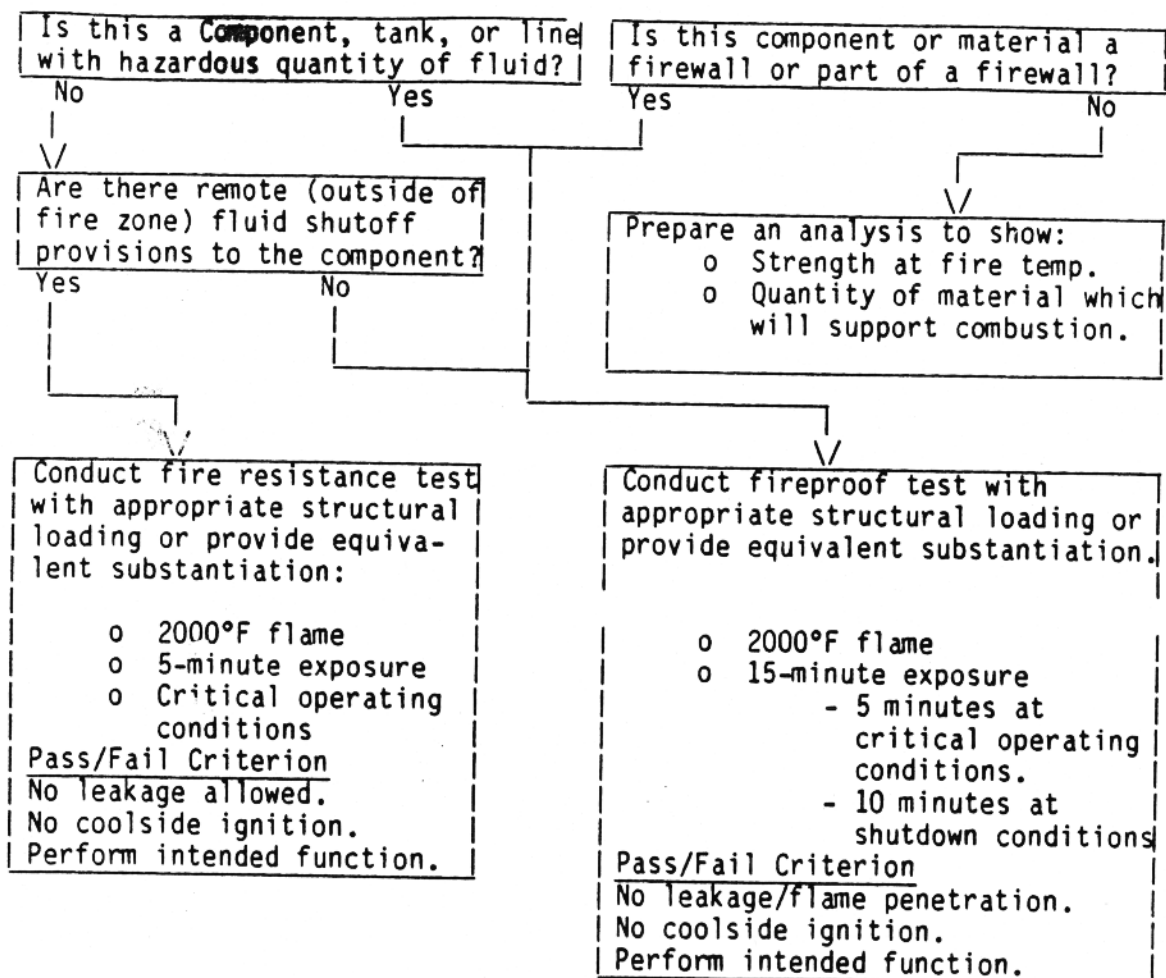 Is this a Component, tank, or line
with hazardous quantity of fluid?
No Yes
Is this component or material a
firewall or part of a firewall?
Yes No
Are there remote (outside of
fire zone) fluid shutoff
provisions to the component?
Yes No
Prepare an analysis to show:
o Strength at fire temp.
o Quantity of material which
will support combustion.
Conduct fire resistance test
with appropriate structural
loading or provide equiva-
lent substantiation:
o 2000°F flame
o 5-minute exposure
o Critical operating
conditions
Pass/Fail Criterion
No leakage allowed.
No coolside ignition.
Perform intended function.
Conduct fireproof test with
appropriate structural loading or
provide equivalent substantiation.
o 2000°F flame
o 15-minute exposure
- 5 minutes at
critical operating
conditions.
- 10 minutes at
shutdown conditions
Pass/Fail Criterion
No leakage/flame penetration.
No coolside ignition.
Perform intended function.